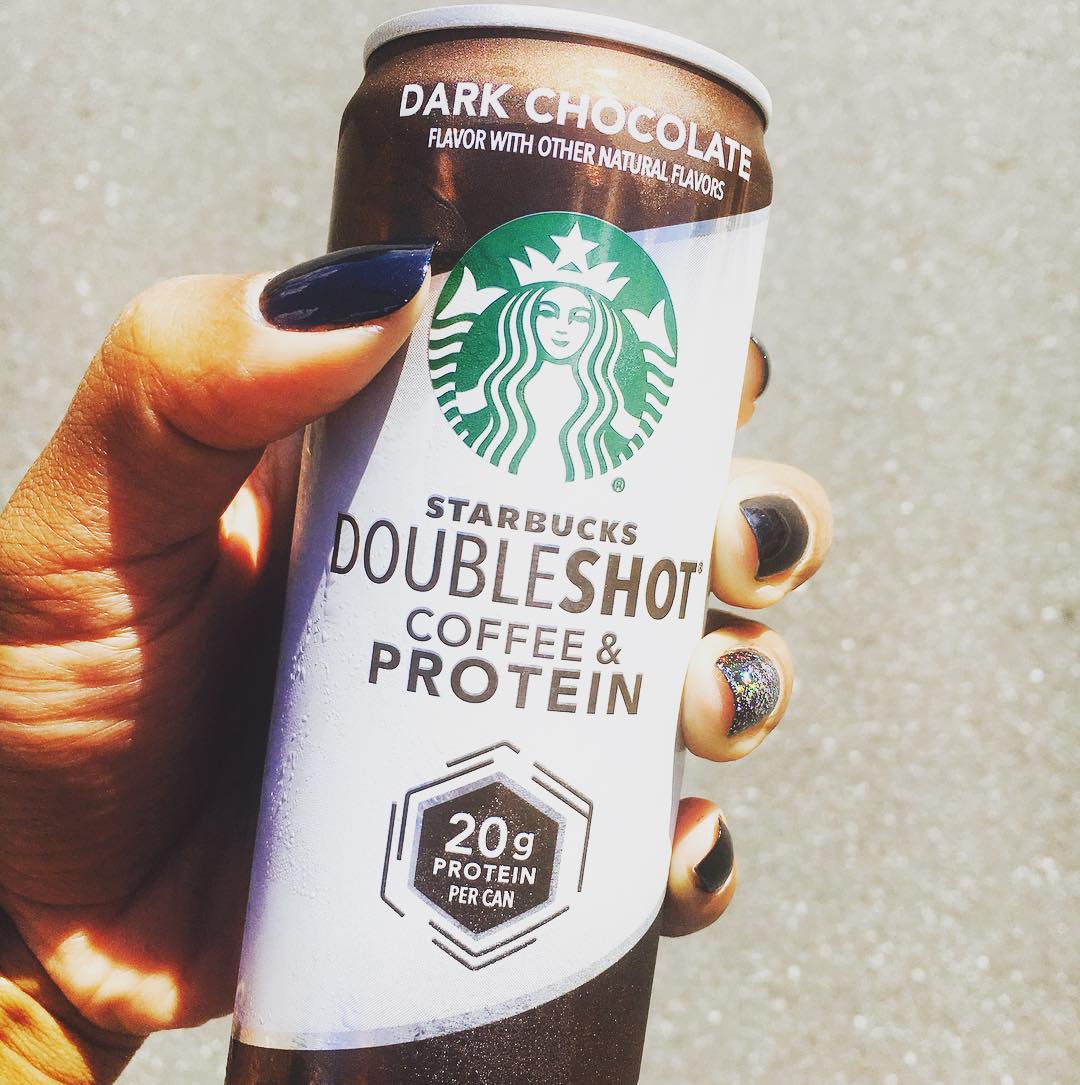 DARK CHOCOLATE
FLAVOR WITH OTHER NATURAL FLAVORS
®
STARBUCKS
DOUBLESHOT®
COFFEE &
PROTEIN
20g
PROTEIN
PER CAN